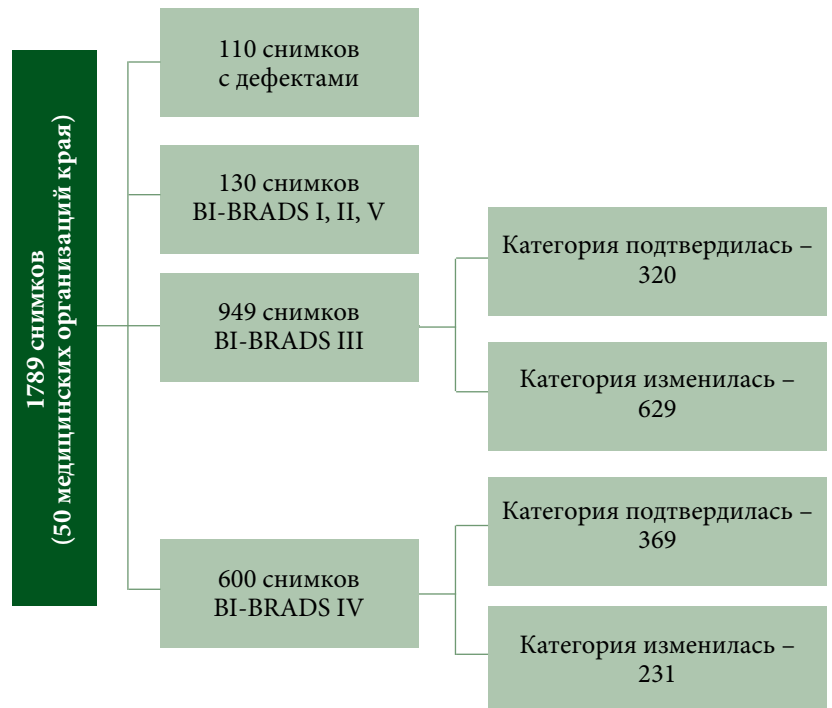 1789 снимков
(50 медицинских организаций края)
110 снимков
с дефектами
130 снимков
BI-BRADS I, II, V
949 снимков
BI-BRADS III
Категория подтвердилась –
320
Категория изменилась –
629
600 снимков
BI-BRADS IV
Категория подтвердилась –
369
Категория изменилась –
231